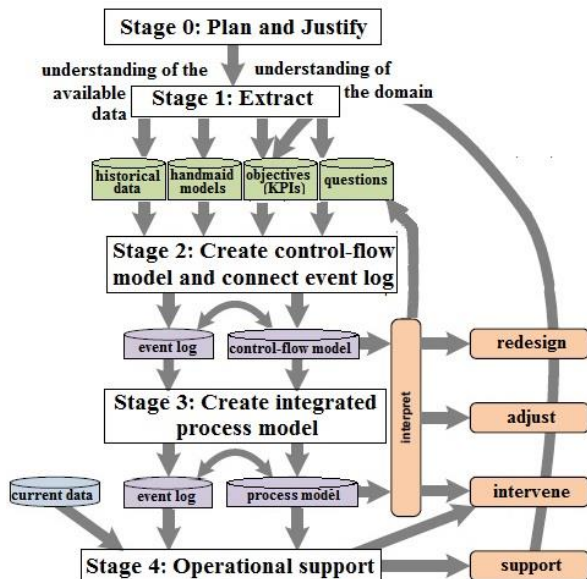 Stage 0: Plan and Justify
understanding of the
available
data
understanding of
the domain
Stage 1: Extract
historical
data
handmaid
models
objectives
(KPIs)
questions
Stage 2: Create control-flow
model and connect event log
event log
control-flow model
redesign
interpret
Stage 3: Create integrated
process model
adjust
current data
event log
process model
intervene
Stage 4: Operational support
support